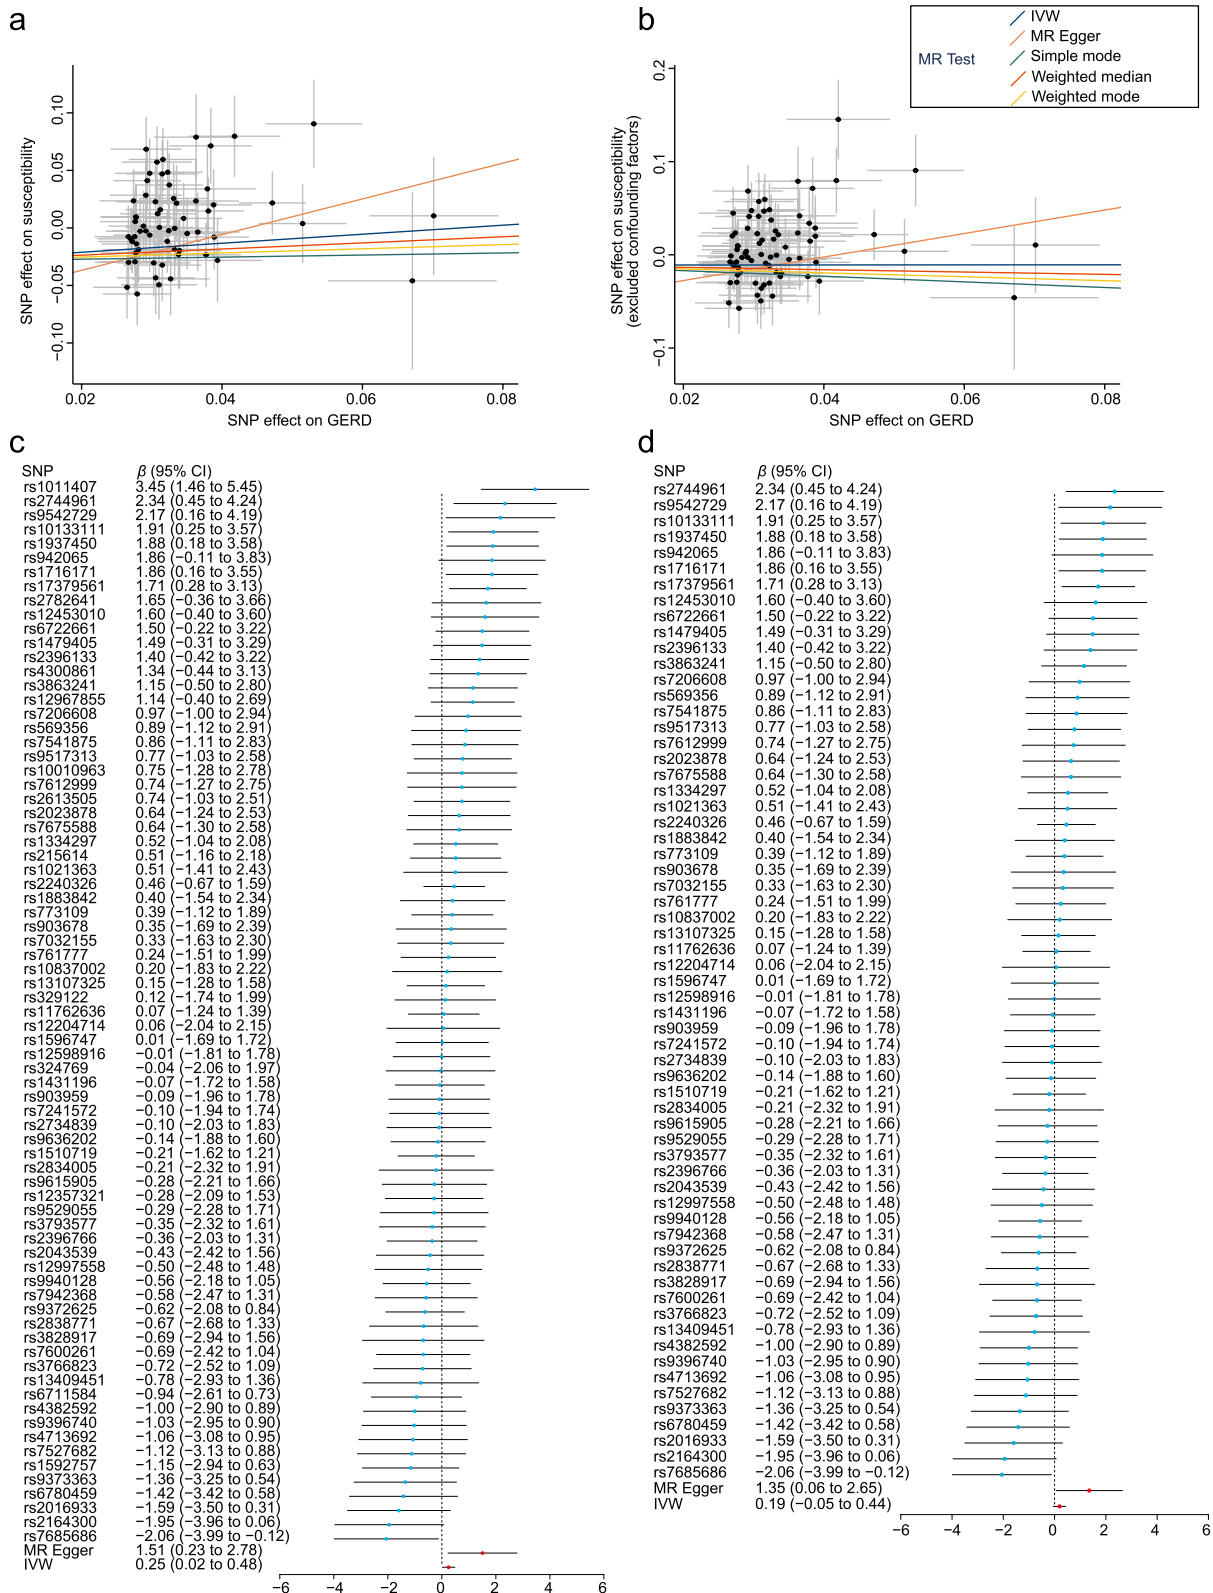 a
b
MR Test
IVW
MR Egger
Simple mode
Weighted median
Weighted mode
SNP effect on susceptibility
0.10
0.05
0.00
−0.05
−0.10
0.02
0.04
0.06
0.08
SNP effect on GERD
SNP effect on susceptibility
(excluded confounding factors)
0.2
0.1
0.0
−0.1
0.02
0.04
0.06
0.08
SNP effect on GERD
c
SNP β (95% CI)
rs1011407 3.45 (1.46 to 5.45)
rs2744961 2.34 (0.45 to 4.24)
rs9542729 2.17 (0.16 to 4.19)
rs10133111 1.91 (0.25 to 3.57)
rs1937450 1.88 (0.18 to 3.58)
rs942065 1.86 (−0.11 to 3.83)
rs1716171 1.86 (0.16 to 3.55)
rs17379561 1.71 (0.28 to 3.13)
rs2782641 1.65 (−0.36 to 3.66)
rs12453010 1.60 (−0.40 to 3.60)
rs6722661 1.50 (−0.22 to 3.22)
rs1479405 1.49 (−0.31 to 3.29)
rs2396133 1.40 (−0.42 to 3.22)
rs4300861 1.34 (−0.44 to 3.13)
rs3863241 1.15 (−0.50 to 2.80)
rs12967855 1.14 (−0.40 to 2.69)
rs7206608 0.97 (−1.00 to 2.94)
rs569356 0.89 (−1.12 to 2.91)
rs7541875 0.86 (−1.11 to 2.83)
rs9517313 0.77 (−1.03 to 2.58)
rs10010963 0.75 (−1.28 to 2.78)
rs7612999 0.74 (−1.27 to 2.75)
rs2613505 0.74 (−1.03 to 2.51)
rs2023878 0.64 (−1.24 to 2.53)
rs7675588 0.64 (−1.30 to 2.58)
rs1334297 0.52 (−1.04 to 2.08)
rs215614 0.51 (−1.16 to 2.18)
rs1021363 0.51 (−1.41 to 2.43)
rs2240326 0.46 (−0.67 to 1.59)
rs1883842 0.40 (−1.54 to 2.34)
rs773109 0.39 (−1.12 to 1.89)
rs903678 0.35 (−1.69 to 2.39)
rs7032155 0.33 (−1.63 to 2.30)
rs761777 0.24 (−1.51 to 1.99)
rs10837002 0.20 (−1.83 to 2.22)
rs13107325 0.15 (−1.28 to 1.58)
rs329122 0.12 (−1.74 to 1.99)
rs11762636 0.07 (−1.24 to 1.39)
rs12204714 0.06 (−2.04 to 2.15)
rs1596747 0.01 (−1.69 to 1.72)
rs12598916 −0.01 (−1.81 to 1.78)
rs324769 −0.04 (−2.06 to 1.97)
rs1431196 −0.07 (−1.72 to 1.58)
rs903959 −0.09 (−1.96 to 1.78)
rs7241572 −0.10 (−1.94 to 1.74)
rs2734839 −0.10 (−2.03 to 1.83)
rs9636202 −0.14 (−1.88 to 1.60)
rs1510719 −0.21 (−1.62 to 1.21)
rs2834005 −0.21 (−2.32 to 1.91)
rs9615905 −0.28 (−2.21 to 1.66)
rs12357321 −0.28 (−2.09 to 1.53)
rs9529055 −0.29 (−2.28 to 1.71)
rs3793577 −0.35 (−2.32 to 1.61)
rs2396766 −0.36 (−2.03 to 1.31)
rs2043539 −0.43 (−2.42 to 1.56)
rs12997558 −0.50 (−2.48 to 1.48)
rs9940128 −0.56 (−2.18 to 1.05)
rs7942368 −0.58 (−2.47 to 1.31)
rs9372625 −0.62 (−2.08 to 0.84)
rs2838771 −0.67 (−2.68 to 1.33)
rs3828917 −0.69 (−2.94 to 1.56)
rs7600261 −0.69 (−2.42 to 1.04)
rs3766823 −0.72 (−2.52 to 1.09)
rs13409451 −0.78 (−2.93 to 1.36)
rs6711584 −0.94 (−2.61 to 0.73)
rs4382592 −1.00 (−2.90 to 0.89)
rs9396740 −1.03 (−2.95 to 0.90)
rs4713692 −1.06 (−3.08 to 0.95)
rs7527682 −1.12 (−3.13 to 0.88)
rs1592757 −1.15 (−2.94 to 0.63)
rs9373363 −1.36 (−3.25 to 0.54)
rs6780459 −1.42 (−3.42 to 0.58)
rs2016933 −1.59 (−3.50 to 0.31)
rs2164300 −1.95 (−3.96 to 0.06)
rs7685686 −2.06 (−3.99 to −0.12)
MR Egger 1.51 (0.23 to 2.78)
IVW 0.25 (0.02 to 0.48)
−6 −4 −2 0 2 4 6
d
SNP β (95% CI)
rs2744961 2.34 (0.45 to 4.24)
rs9542729 2.17 (0.16 to 4.19)
rs10133111 1.91 (0.25 to 3.57)
rs1937450 1.88 (0.18 to 3.58)
rs942065 1.86 (−0.11 to 3.83)
rs1716171 1.86 (0.16 to 3.55)
rs17379561 1.71 (0.28 to 3.13)
rs12453010 1.60 (−0.40 to 3.60)
rs6722661 1.50 (−0.22 to 3.22)
rs1479405 1.49 (−0.31 to 3.29)
rs2396133 1.40 (−0.42 to 3.22)
rs3863241 1.15 (−0.50 to 2.80)
rs7206608 0.97 (−1.00 to 2.94)
rs569356 0.89 (−1.12 to 2.91)
rs7541875 0.86 (−1.11 to 2.83)
rs9517313 0.77 (−1.03 to 2.58)
rs7612999 0.74 (−1.27 to 2.75)
rs2023878 0.64 (−1.24 to 2.53)
rs7675588 0.64 (−1.30 to 2.58)
rs1334297 0.52 (−1.04 to 2.08)
rs1021363 0.51 (−1.41 to 2.43)
rs2240326 0.46 (−0.67 to 1.59)
rs1883842 0.40 (−1.54 to 2.34)
rs773109 0.39 (−1.12 to 1.89)
rs903678 0.35 (−1.69 to 2.39)
rs7032155 0.33 (−1.63 to 2.30)
rs761777 0.24 (−1.51 to 1.99)
rs10837002 0.20 (−1.83 to 2.22)
rs13107325 0.15 (−1.28 to 1.58)
rs11762636 0.07 (−1.24 to 1.39)
rs12204714 0.06 (−2.04 to 2.15)
rs1596747 0.01 (−1.69 to 1.72)
rs12598916 −0.01 (−1.81 to 1.78)
rs1431196 −0.07 (−1.72 to 1.58)
rs903959 −0.09 (−1.96 to 1.78)
rs7241572 −0.10 (−1.94 to 1.74)
rs2734839 −0.10 (−2.03 to 1.83)
rs9636202 −0.14 (−1.88 to 1.60)
rs1510719 −0.21 (−1.62 to 1.21)
rs2834005 −0.21 (−2.32 to 1.91)
rs9615905 −0.28 (−2.21 to 1.66)
rs9529055 −0.29 (−2.28 to 1.71)
rs3793577 −0.35 (−2.32 to 1.61)
rs2396766 −0.36 (−2.03 to 1.31)
rs2043539 −0.43 (−2.42 to 1.56)
rs12997558 −0.50 (−2.48 to 1.48)
rs9940128 −0.56 (−2.18 to 1.05)
rs7942368 −0.58 (−2.47 to 1.31)
rs9372625 −0.62 (−2.08 to 0.84)
rs2838771 −0.67 (−2.68 to 1.33)
rs3828917 −0.69 (−2.94 to 1.56)
rs7600261 −0.69 (−2.42 to 1.04)
rs3766823 −0.72 (−2.52 to 1.09)
rs13409451 −0.78 (−2.93 to 1.36)
rs4382592 −1.00 (−2.90 to 0.89)
rs9396740 −1.03 (−2.95 to 0.90)
rs4713692 −1.06 (−3.08 to 0.95)
rs7527682 −1.12 (−3.13 to 0.88)
rs9373363 −1.36 (−3.25 to 0.54)
rs6780459 −1.42 (−3.42 to 0.58)
rs2016933 −1.59 (−3.50 to 0.31)
rs2164300 −1.95 (−3.96 to 0.06)
rs7685686 −2.06 (−3.99 to −0.12)
MR Egger 1.35 (0.06 to 2.65)
IVW 0.19 (−0.05 to 0.44)
−6 −4 −2 0 2 4 6